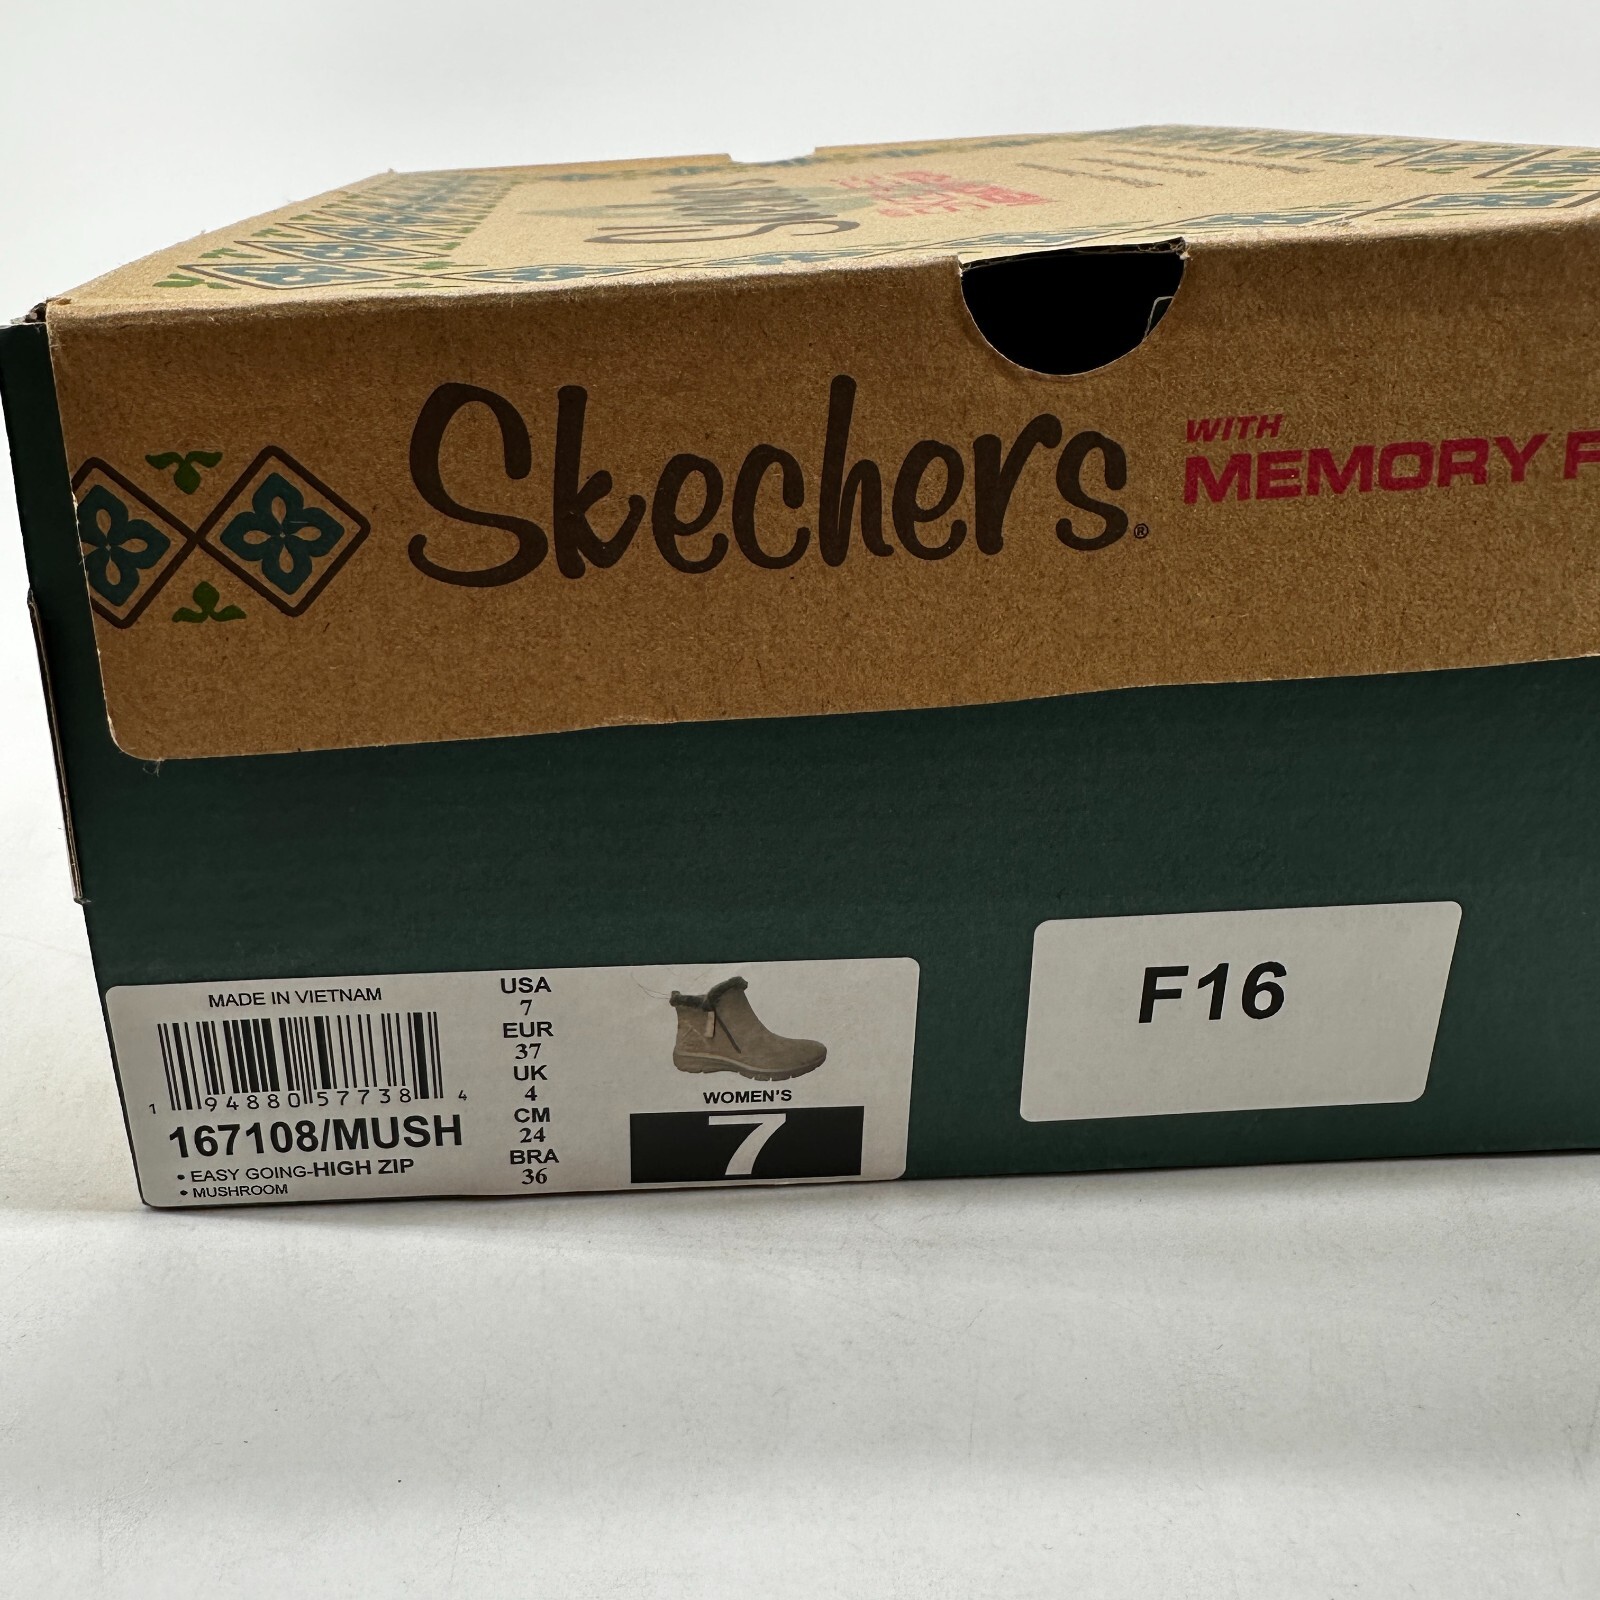 Skechers
Skechers®
WITH
MEMORY F
MADE IN VIETNAM
1 94880 57738 4
167108/MUSH
• EASY GOING-HIGH ZIP
• MUSHROOM
USA
7
EUR
37
UK
4
CM
24
BRA
36
WOMEN'S
7
F16